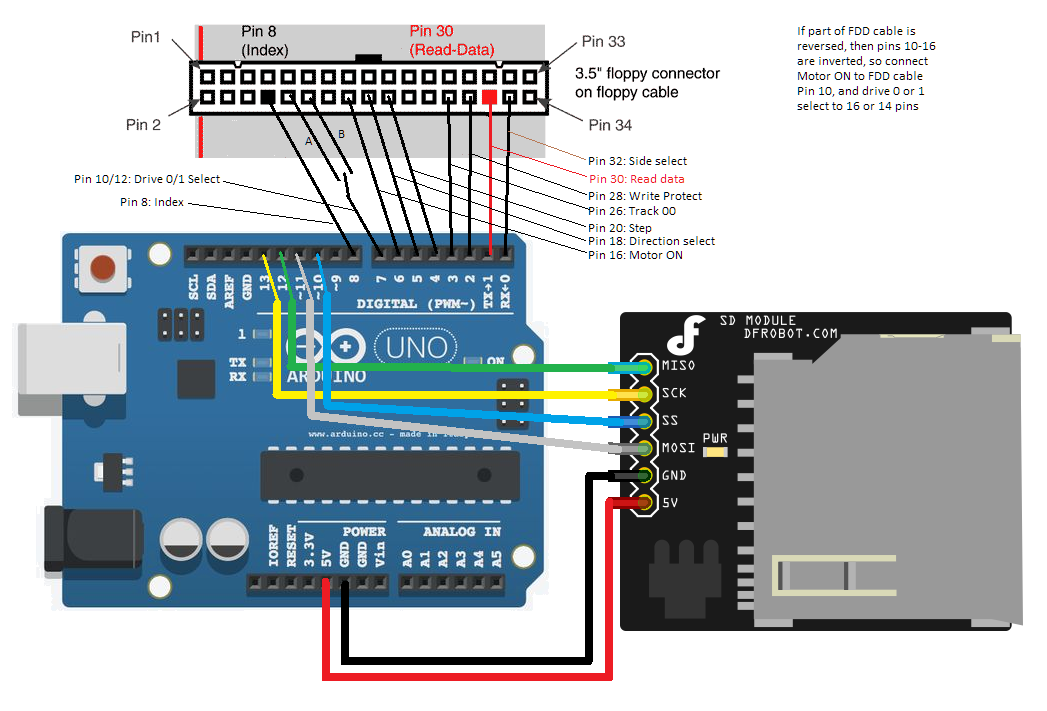 Pin1
Pin 8
(Index)
Pin 30
(Read-Data)
Pin 33
If part of FDD cable is
reversed, then pins 10-16
are inverted, so connect
Motor ON to FDD cable
Pin 10, and drive 0 or 1
select to 16 or 14 pins
3.5" floppy connector
on floppy cable
Pin 2
Pin 34
A
B
Pin 32: Side select
Pin 30: Read data
Pin 28: Write Protect
Pin 26: Track 00
Pin 20: Step
Pin 18: Direction select
Pin 16: Motor ON
Pin 10/12: Drive 0/1 Select
Pin 8: Index
SCL
SDA
AREF
GND
13
12
~11
~10
~9
8
7
~6
~5
4
~3
2
TX→1
RX←0
DIGITAL (PWM~)
1
TX
RX
UNO
ON
ARDUINO
www.arduino.cc - made in
IOREF
RESET
3.3V
5V
GND
GND
Vin
POWER
ANALOG IN
A0
A1
A2
A3
A4
A5
SD MODULE
DFROBOT.COM
MISO
SCK
SS
MOSI
GND
5V
PWR